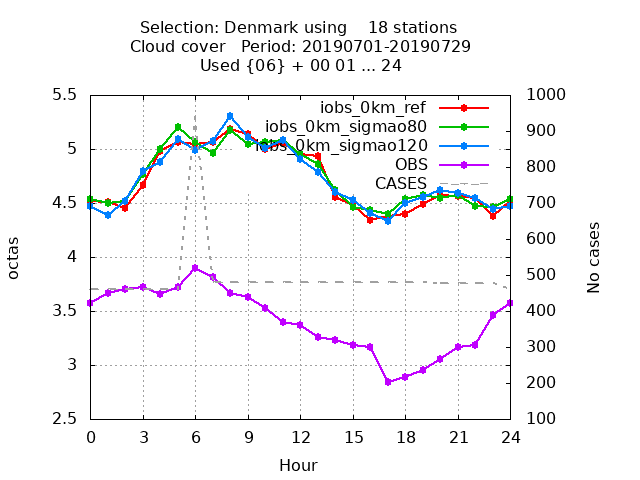 Selection: Denmark using    18 stations
Cloud cover   Period: 20190701-20190729
Used {06} + 00 01 ... 24
5.5
5
4.5
4
3.5
3
2.5
octas
1000
900
800
700
600
500
400
300
200
100
No cases
iobs_0km_ref
iobs_0km_sigmao80
iobs_0km_sigmao120
OBS
CASES
0 3 6 9 12 15 18 21 24
Hour